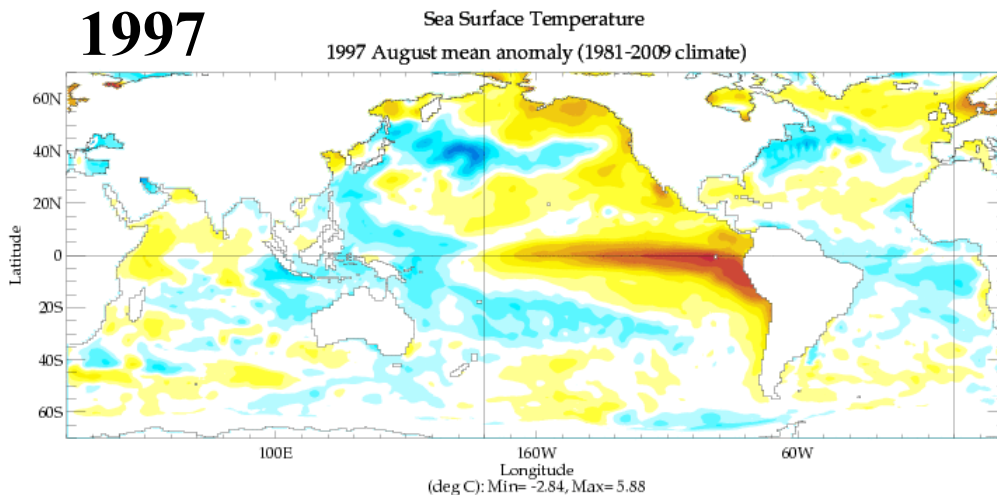 1997
Sea Surface Temperature
1997 August mean anomaly (1981-2009 climate)
60N
40N
20N
0
20S
40S
60S
Latitude
100E
160W
60W
Longitude
(deg C): Min= -2.84, Max= 5.88